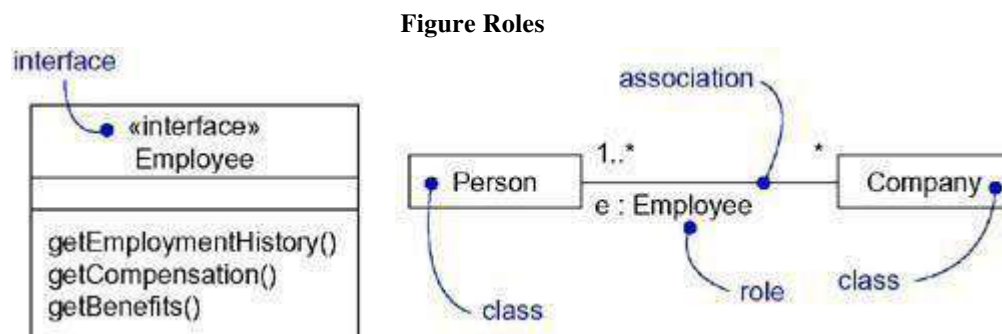 Figure Roles
interface
«interface»
Employee
getEmploymentHistory()
getCompensation()
getBenefits()
association
1..*
*
Person
Company
e : Employee
class
role
class